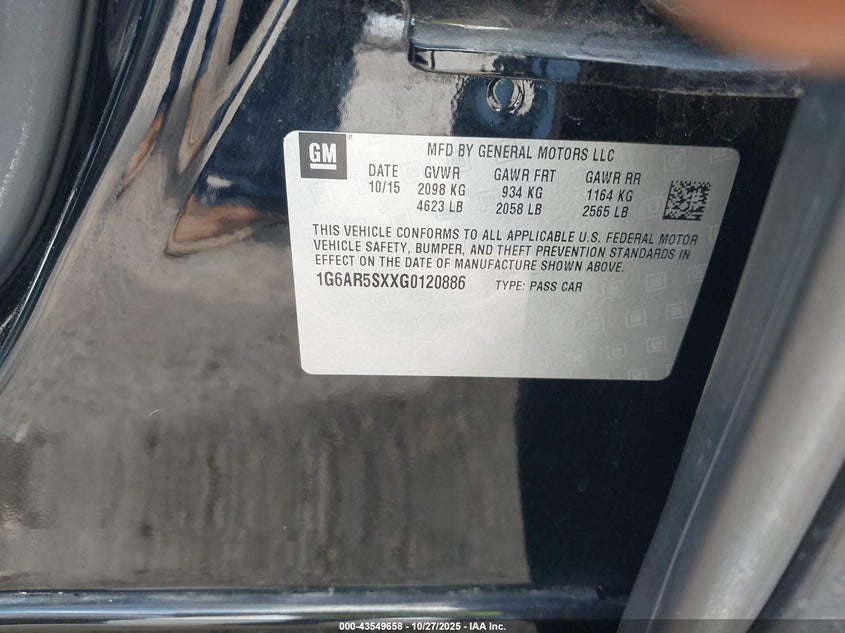 GM
MFD BY GENERAL MOTORS LLC
DATE GVWR GAWR FRT GAWR RR
10/15 2098 KG 934 KG 1164 KG
4623 LB 2058 LB 2565 LB
THIS VEHICLE CONFORMS TO ALL APPLICABLE U.S. FEDERAL MOTOR
VEHICLE SAFETY, BUMPER, AND THEFT PREVENTION STANDARDS IN
EFFECT ON THE DATE OF MANUFACTURE SHOWN ABOVE.
1G6AR5SXXG0120886 TYPE: PASS CAR
000-43549658 - 10/27/2025 - IAA Inc.